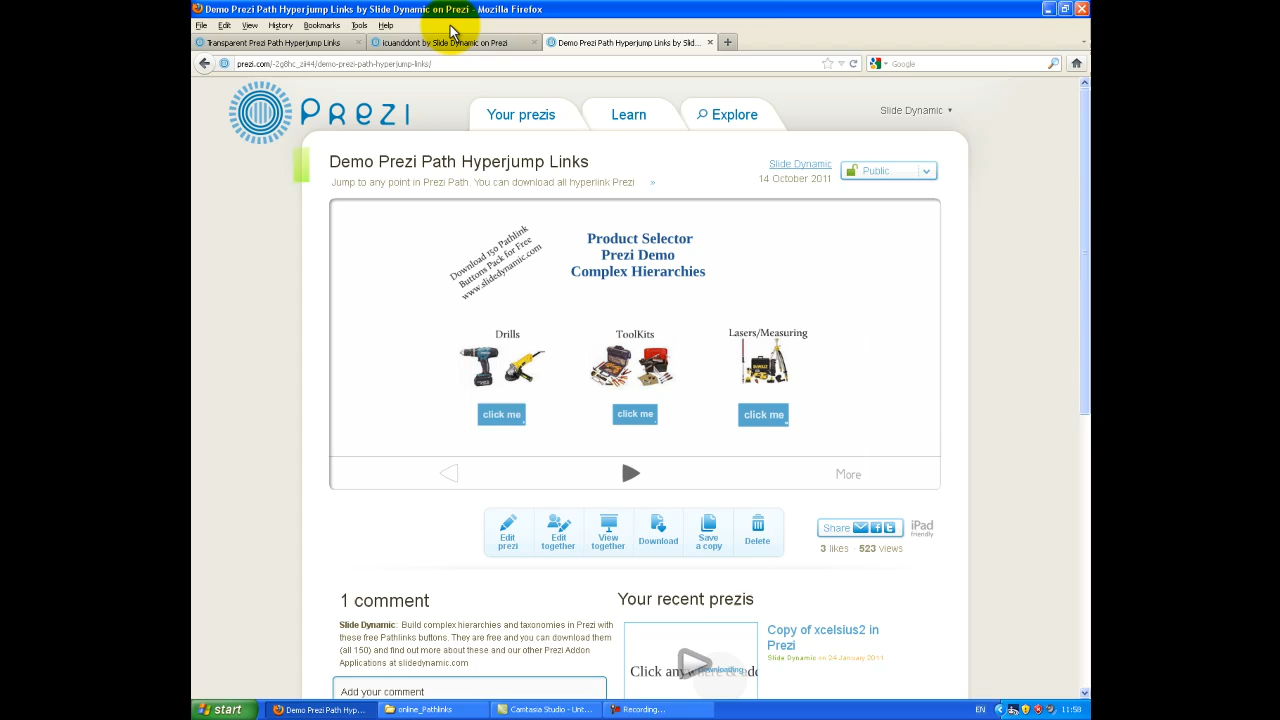 Demo Prezi Path Hyperjump Links by Slide Dynamic on Prezi - Mozilla Firefox
File Edit View History Bookmarks Tools Help
Transparent Prezi Path Hyperjump Links
icuanddont by Slide Dynamic on Prezi
Demo Prezi Path Hyperjump Links by Slid...
prezi.com/-2g8hc_zii44/demo-prezi-path-hyperjump-links/
Google
Prezi
Your prezis
Learn
Explore
Slide Dynamic
Demo Prezi Path Hyperjump Links
Slide Dynamic
14 October 2011
Public
Jump to any point in Prezi Path. You can download all hyperlink Prezi »
Download 150 Pathlink
Buttons Pack for Free
www.slidedynamic.com
Product Selector
Prezi Demo
Complex Hierarchies
Drills
ToolKits
Lasers/Measuring
click me
click me
click me
More
Edit prezi
Edit together
View together
Download
Save a copy
Delete
Share
iPad friendly
3 likes - 523 views
1 comment
Slide Dynamic: Build complex hierarchies and taxonomies in Prezi with
these free Pathlinks buttons. They are free and you can download them
(all 150) and find out more about these and our other Prezi Addon
Applications at slidedynamic.com
Add your comment
Your recent prezis
Click anywhere & add
Downloading
Copy of xcelsius2 in
Prezi
Slide Dynamic on 24 January 2011
start
Demo Prezi Path Hyp...
online_Pathlinks
Camtasia Studio - Unt...
Recording...
EN
11:58